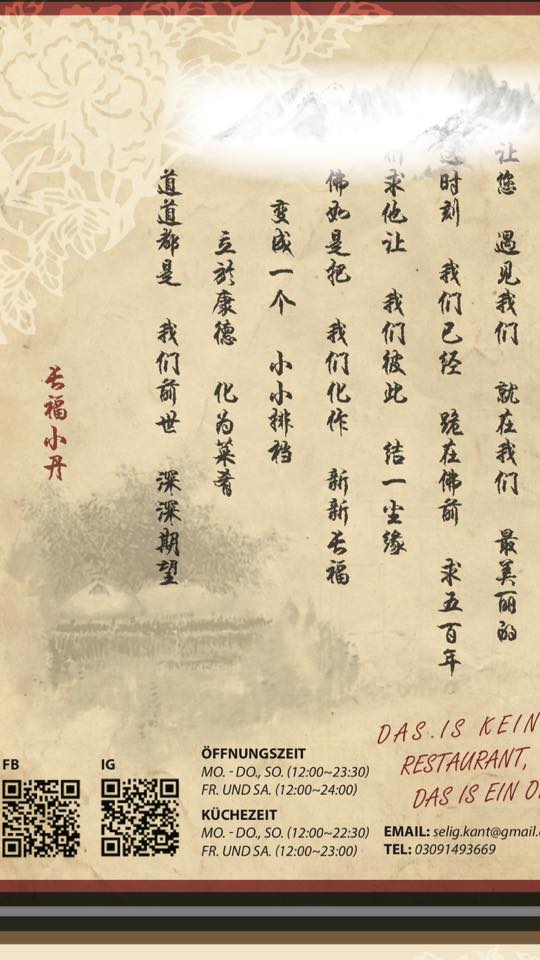 让您 遇见我们 就在我们 最美丽的
时刻 我们已经 跪在佛前 求五百年
们求他让 我们彼此 结一尘缘
佛如是把 我们化作 新新长福
变成一个 小小排档
立於康德 化为菜肴
道道都是 我们前世 深深期望
长福小丹
DAS IS KEIN
RESTAURANT,
DAS IS EIN
FB
IG
ÖFFNUNGSZEIT
MO. - DO., SO. (12:00~23:30)
FR. UND SA. (12:00~24:00)
KÜCHEZEIT
MO. - DO., SO. (12:00~22:30)
FR. UND SA. (12:00~23:00)
EMAIL: selig.kant@gmail.
TEL: 03091493669